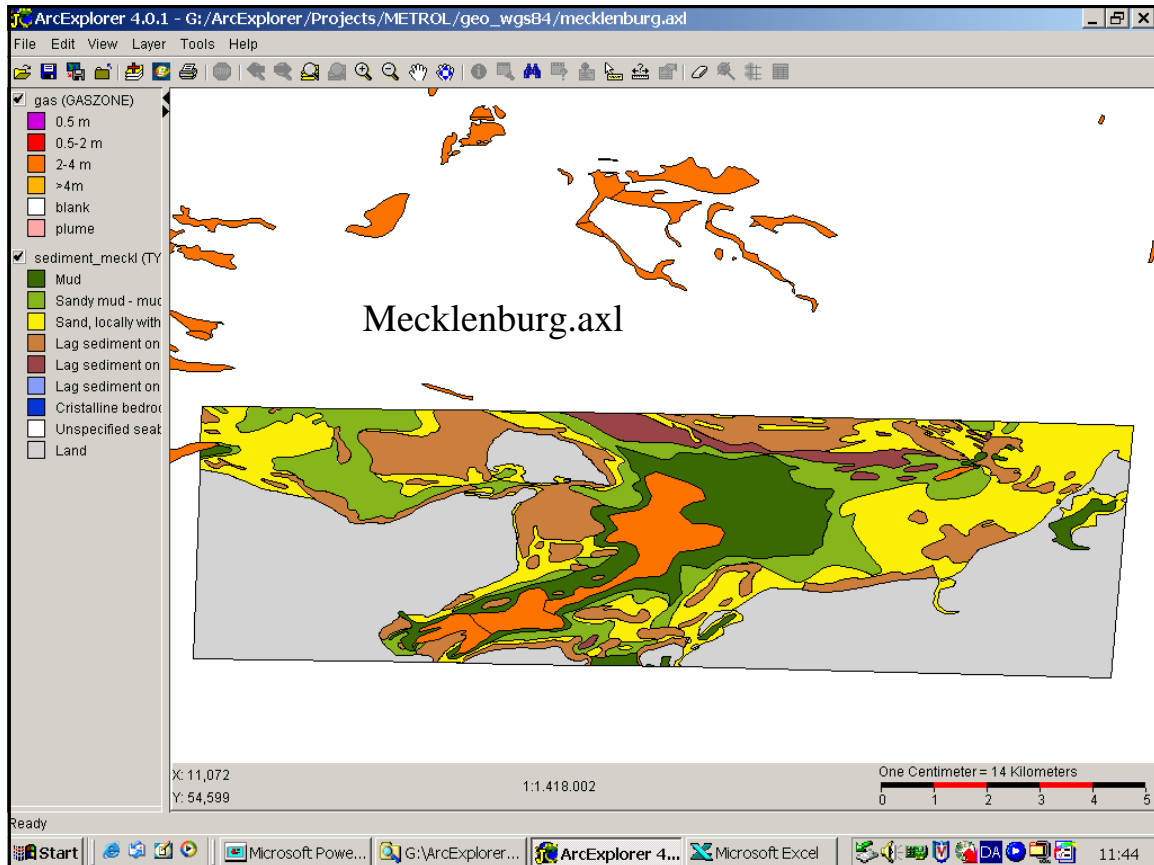 ArcExplorer 4.0.1 - G:/ArcExplorer/Projects/METROL/geo_wgs84/mecklenburg.axl
File Edit View Layer Tools Help
gas (GASZONE)
0.5 m
0.5-2 m
2-4 m
>4m
blank
plume
sediment_meckl (TY
Mud
Sandy mud - muc
Sand, locally with
Lag sediment on
Lag sediment on
Lag sediment on
Cristalline bedroc
Unspecified seab
Land
Mecklenburg.axl
X: 11,072
Y: 54,599
1:1.418.002
One Centimeter = 14 Kilometers
0 1 2 3 4 5
Ready
Start Microsoft Powe... G:\ArcExplorer... ArcExplorer 4... Microsoft Excel DA 11:44